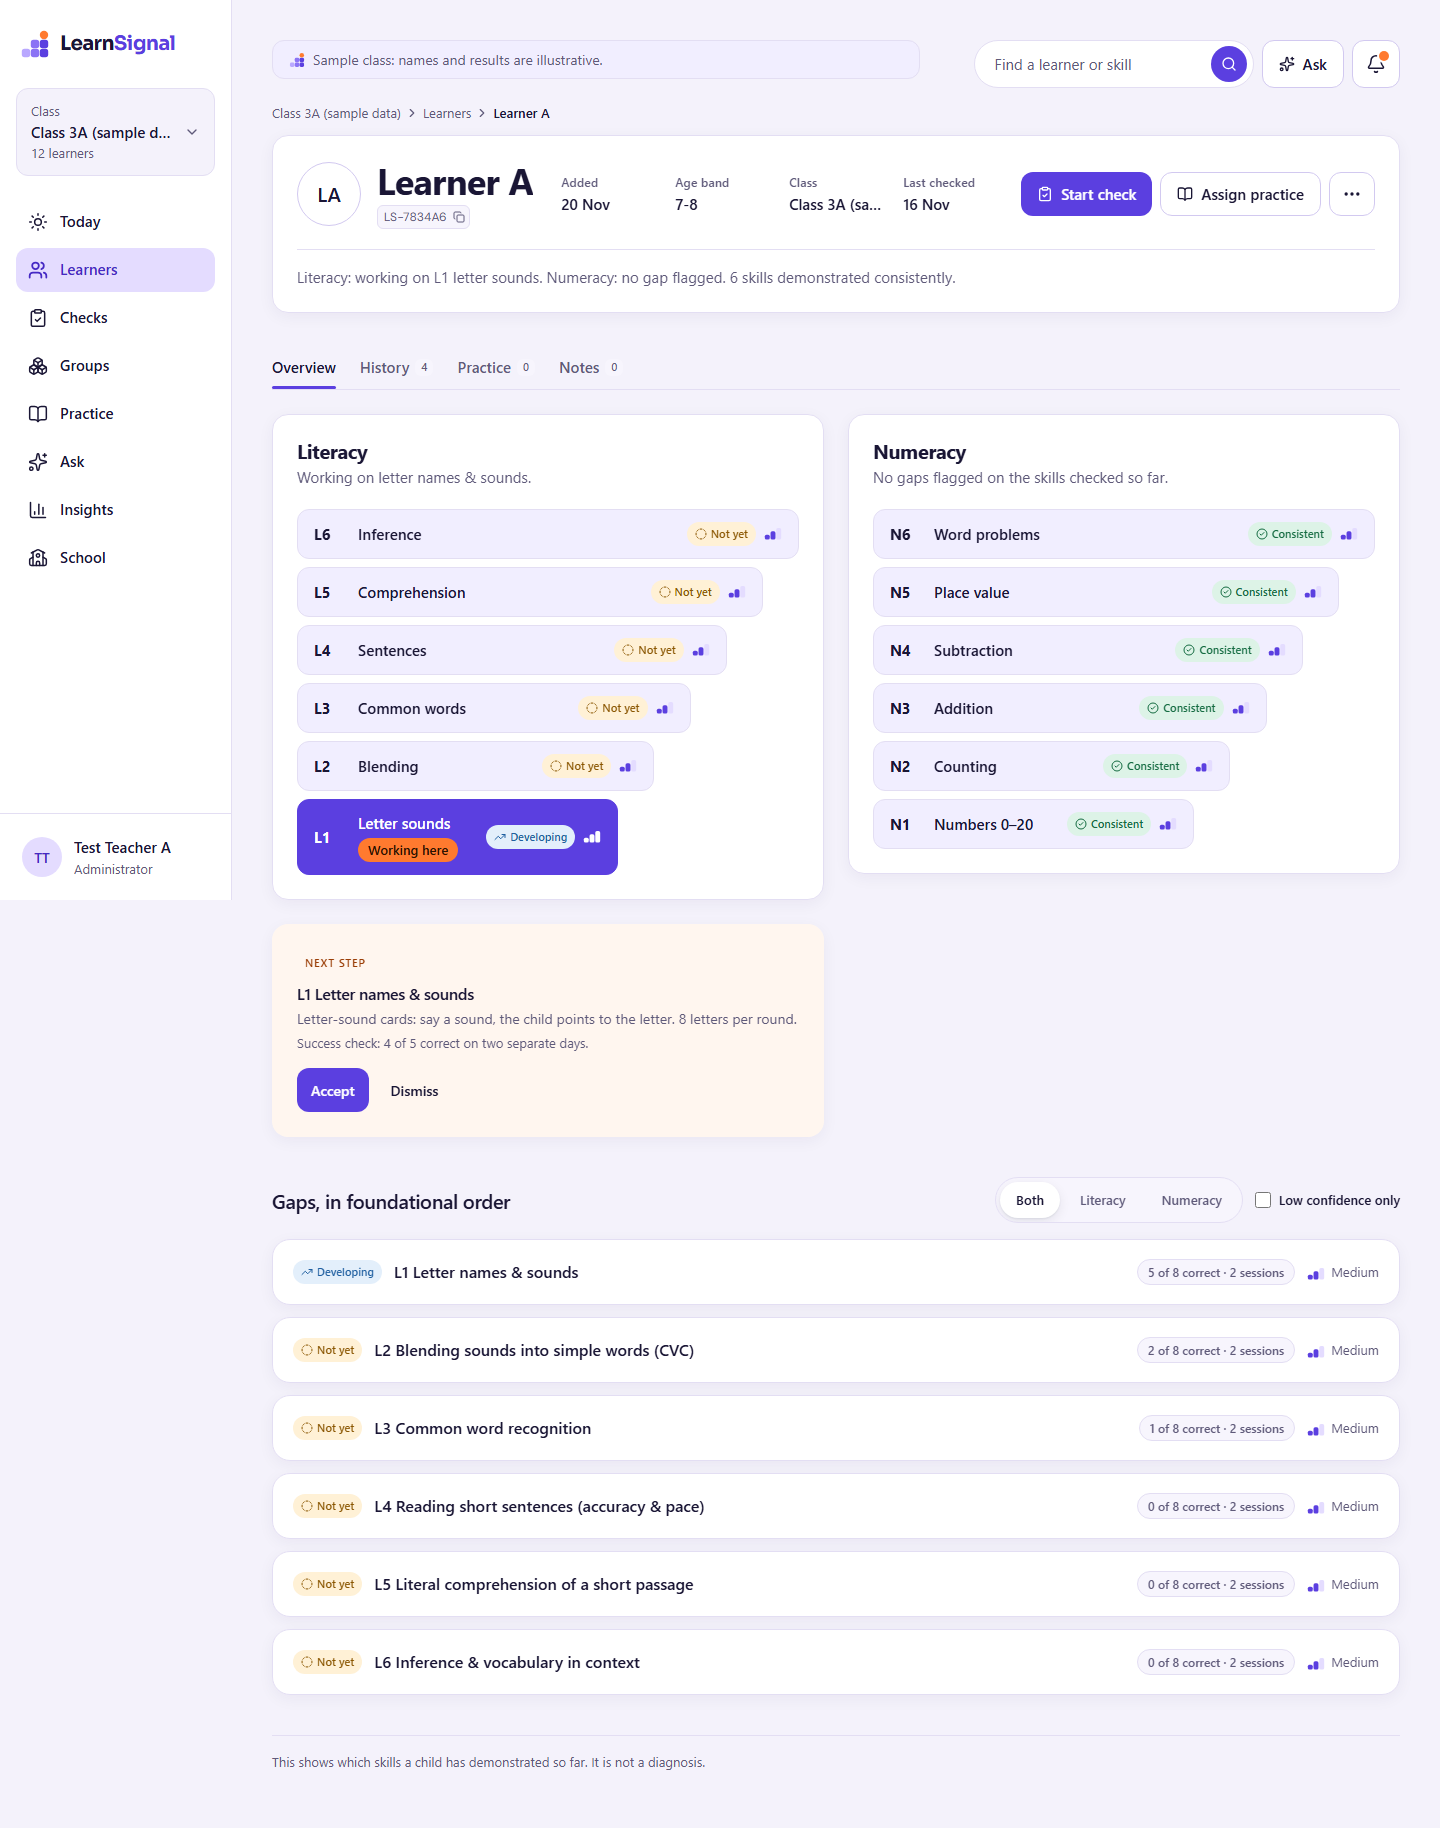 LearnSignal
Class
Class 3A (sample d...
12 learners
Today
Learners
Checks
Groups
Practice
Ask
Insights
School
TT
Test Teacher A
Administrator
Sample class: names and results are illustrative.
Find a learner or skill
Ask
Class 3A (sample data) > Learners > Learner A
LA
Learner A
LS-7834A6
Added
20 Nov
Age band
7-8
Class
Class 3A (sa...
Last checked
16 Nov
Start check
Assign practice
Literacy: working on L1 letter sounds. Numeracy: no gap flagged. 6 skills demonstrated consistently.
Overview
History 4
Practice 0
Notes 0
Literacy
Working on letter names & sounds.
L6 Inference Not yet
L5 Comprehension Not yet
L4 Sentences Not yet
L3 Common words Not yet
L2 Blending Not yet
L1 Letter sounds Developing
Working here
Numeracy
No gaps flagged on the skills checked so far.
N6 Word problems Consistent
N5 Place value Consistent
N4 Subtraction Consistent
N3 Addition Consistent
N2 Counting Consistent
N1 Numbers 0–20 Consistent
NEXT STEP
L1 Letter names & sounds
Letter-sound cards: say a sound, the child points to the letter. 8 letters per round.
Success check: 4 of 5 correct on two separate days.
Accept
Dismiss
Gaps, in foundational order
Both
Literacy
Numeracy
Low confidence only
Developing L1 Letter names & sounds 5 of 8 correct · 2 sessions Medium
Not yet L2 Blending sounds into simple words (CVC) 2 of 8 correct · 2 sessions Medium
Not yet L3 Common word recognition 1 of 8 correct · 2 sessions Medium
Not yet L4 Reading short sentences (accuracy & pace) 0 of 8 correct · 2 sessions Medium
Not yet L5 Literal comprehension of a short passage 0 of 8 correct · 2 sessions Medium
Not yet L6 Inference & vocabulary in context 0 of 8 correct · 2 sessions Medium
This shows which skills a child has demonstrated so far. It is not a diagnosis.